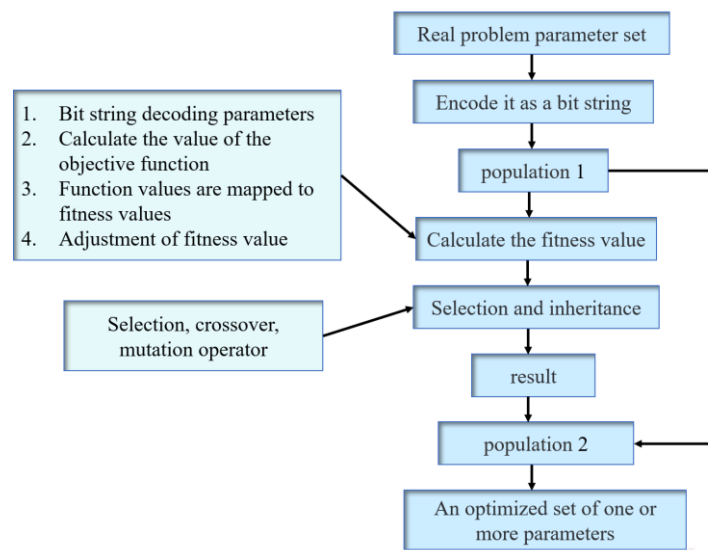 Real problem parameter set
Encode it as a bit string
population 1
Calculate the fitness value
Selection and inheritance
result
population 2
An optimized set of one or
more parameters
1. Bit string decoding parameters
2. Calculate the value of the
objective function
3. Function values are mapped to
fitness values
4. Adjustment of fitness value
Selection, crossover,
mutation operator